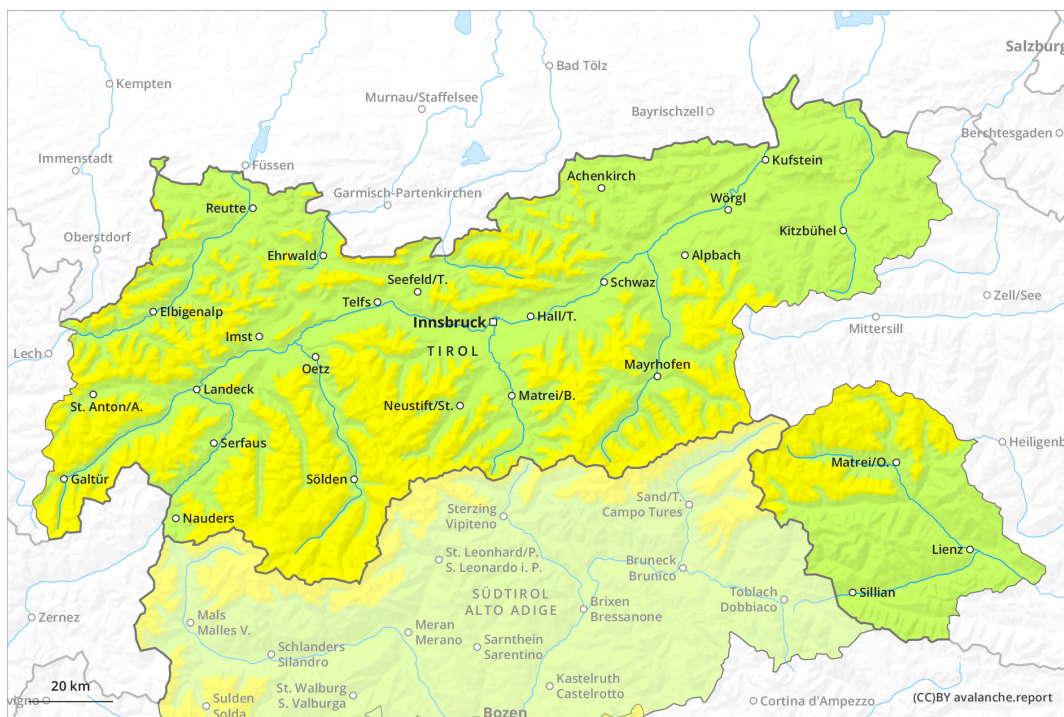 Salzburg
Kempten
Bad Tölz
Murnau/Staffelsee
Bayrischzell
Berchtesgaden
Immenstadt
Füssen
Kufstein
Garmisch-Partenkirchen
Achenkirch
Reutte
Wörgl
Oberstdorf
Kitzbühel
Ehrwald
Alpbach
Seefeld/T.
Schwaz
Telfs
Zell/See
Elbigenalp
Innsbruck
Hall/T.
Mittersill
Imst
Lech
TIROL
Oetz
Mayrhofen
Landeck
St. Anton/A.
Neustift/St.
Matrei/B.
Serfaus
Heiligenb
Matrei/O.
Galtür
Sölden
Sand/T.
Campo Tures
Sterzing
Vipiteno
Nauders
St. Leonhard/P.
S. Leonardo i. P.
Lienz
Bruneck
Brunico
SÜDTIROL
ALTO ADIGE
Sillian
Toblach
Dobbiaco
Zernez
Mals
Malles V.
Brixen
Bressanone
Meran
Merano
Sarnthein
Sarentino
Schlanders
Silandro
20 km
St. Walburg
S. Valburga
Kastelruth
Castelrotto
vigno
Sulden
Solda
Bozen
Cortina d'Ampezzo
(CC)BY avalanche.report